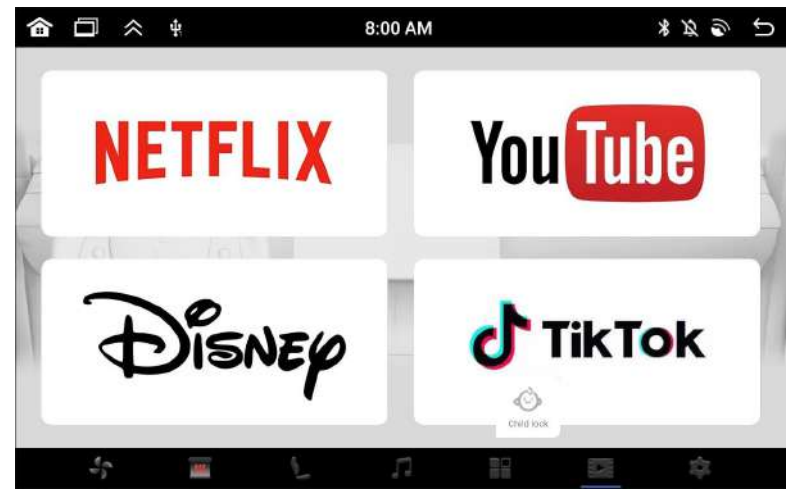 8:00 AM
NETFLIX
YouTube
DISNEY
TikTok
Child lock